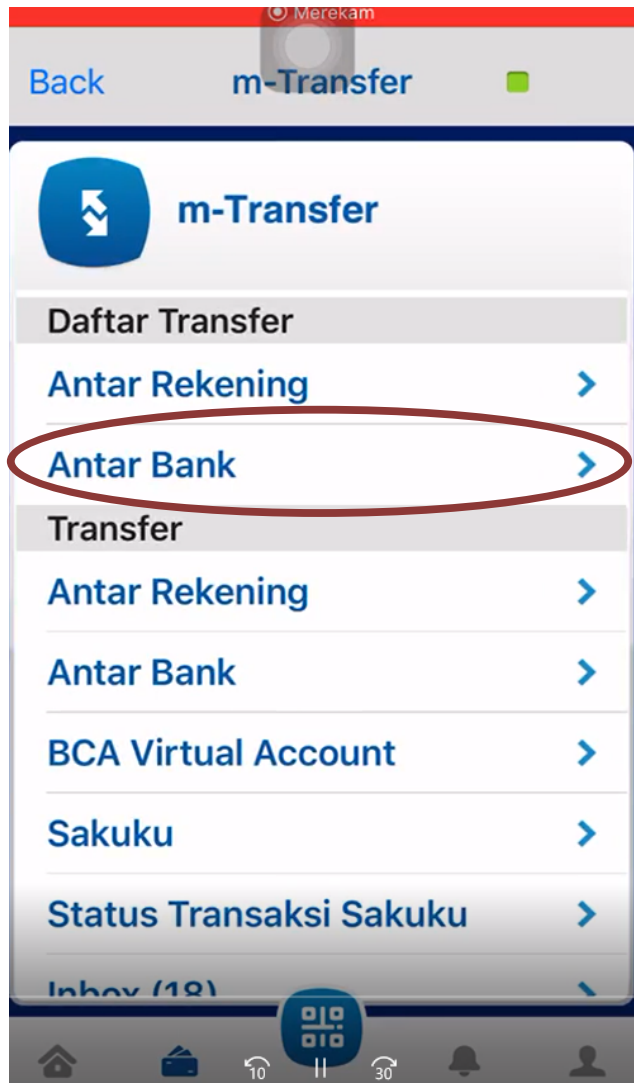 Merekam
Back m-Transfer
m-Transfer
Daftar Transfer
Antar Rekening
Antar Bank
Transfer
Antar Rekening
Antar Bank
BCA Virtual Account
Sakuku
Status Transaksi Sakuku
Inbox (18)
10 30